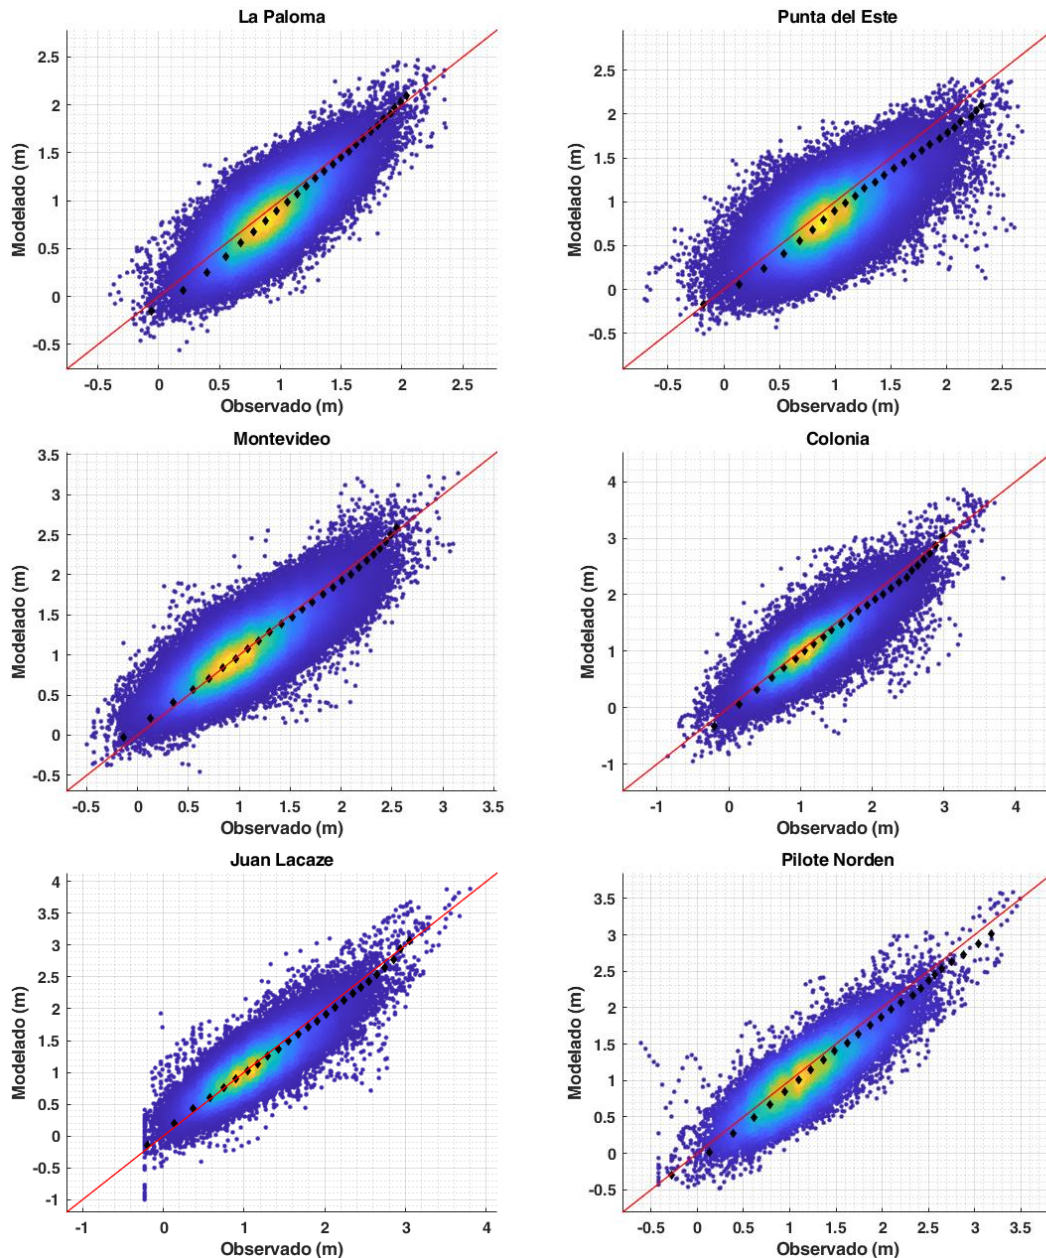 La Paloma
Modelado (m)
2.5
2
1.5
1
0.5
0
-0.5
-0.5 0 0.5 1 1.5 2 2.5
Observado (m)
Punta del Este
Modelado (m)
2.5
2
1.5
1
0.5
0
-0.5
-0.5 0 0.5 1 1.5 2 2.5
Observado (m)
Montevideo
Modelado (m)
3.5
3
2.5
2
1.5
1
0.5
0
-0.5
-0.5 0 0.5 1 1.5 2 2.5 3 3.5
Observado (m)
Colonia
Modelado (m)
4
3
2
1
0
-1
-1 0 1 2 3 4
Observado (m)
Juan Lacaze
Modelado (m)
4
3.5
3
2.5
2
1.5
1
0.5
0
-0.5
-1
-1 0 1 2 3 4
Observado (m)
Pilote Norden
Modelado (m)
3.5
3
2.5
2
1.5
1
0.5
0
-0.5
-0.5 0 0.5 1 1.5 2 2.5 3 3.5
Observado (m)